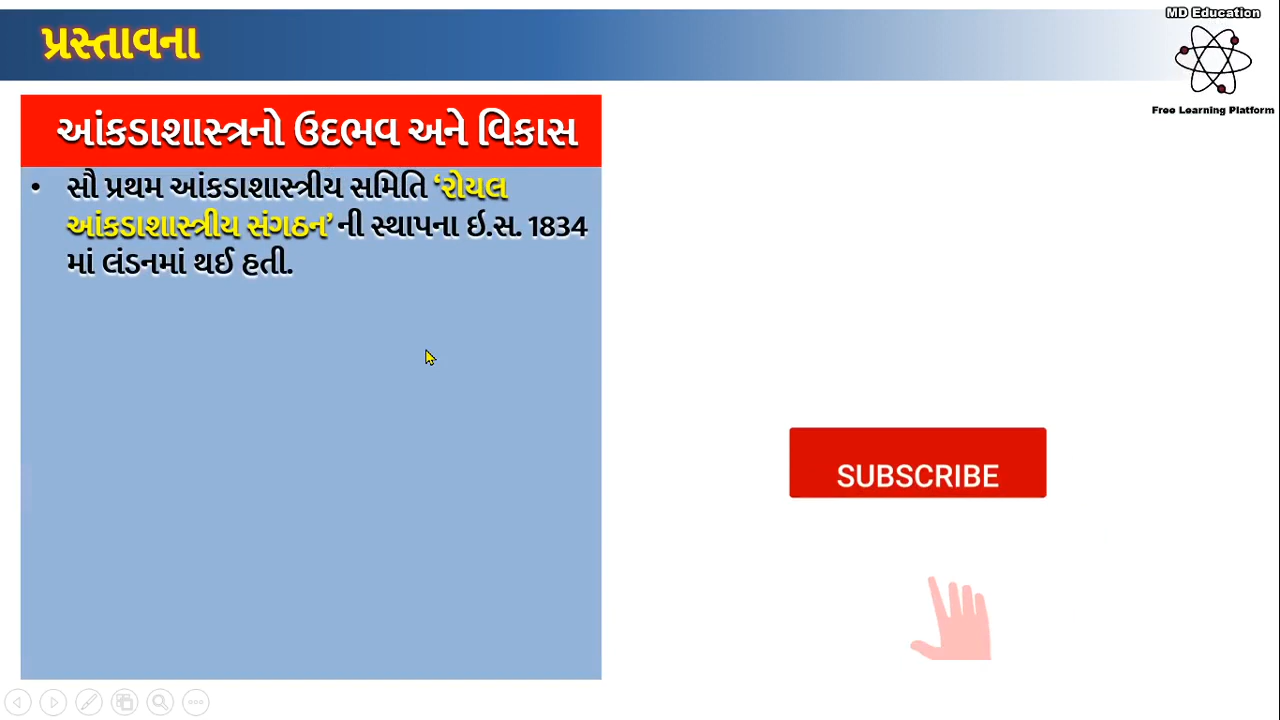 પ્રસ્તાવના
MD Education
Free Learning Platform
આંકડાશાસ્ત્રનો ઉદભવ અને વિકાસ
• સૌ પ્રથમ આંકડાશાસ્ત્રીય સમિતિ ‘રોયલ
આંકડાશાસ્ત્રીય સંગઠન’ ની સ્થાપના ઇ.સ. 1834
માં લંડનમાં થઈ હતી.
SUBSCRIBE